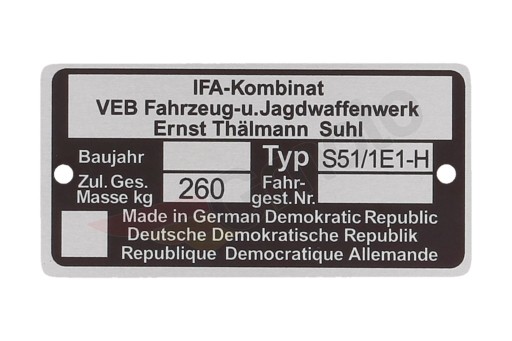 IFA-Kombinat
VEB Fahrzeug-u.Jagdwaffenwerk
Ernst Thälmann Suhl
Baujahr Typ S51/1E1-H
Zul. Ges. Masse kg 260 Fahr- gest.Nr.
Made in German Demokratic Republic
Deutsche Demokratische Republik
Republique Democratique Allemande